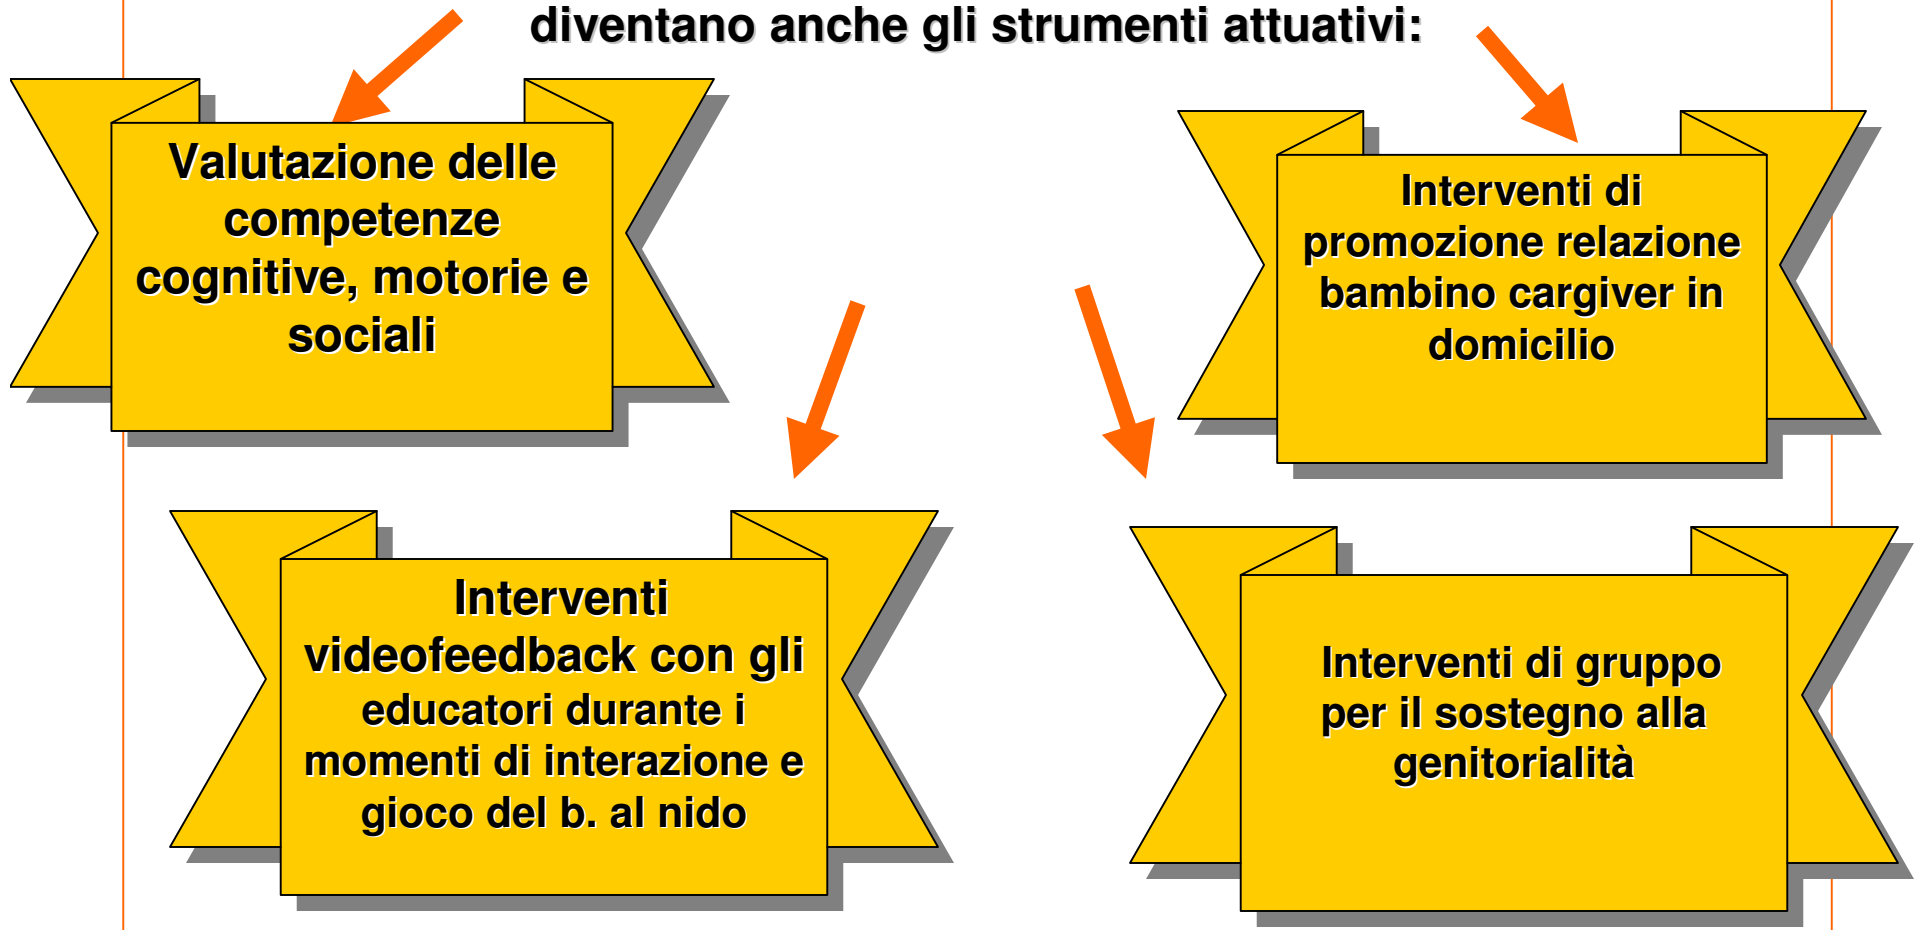 diventano anche gli strumenti attuativi:
Valutazione delle
competenze
cognitive, motorie e
sociali
Interventi di
promozione relazione
bambino cargiver in
domicilio
Interventi
videofeedback con gli
educatori durante i
momenti di interazione e
gioco del b. al nido
Interventi di gruppo
per il sostegno alla
genitorialità